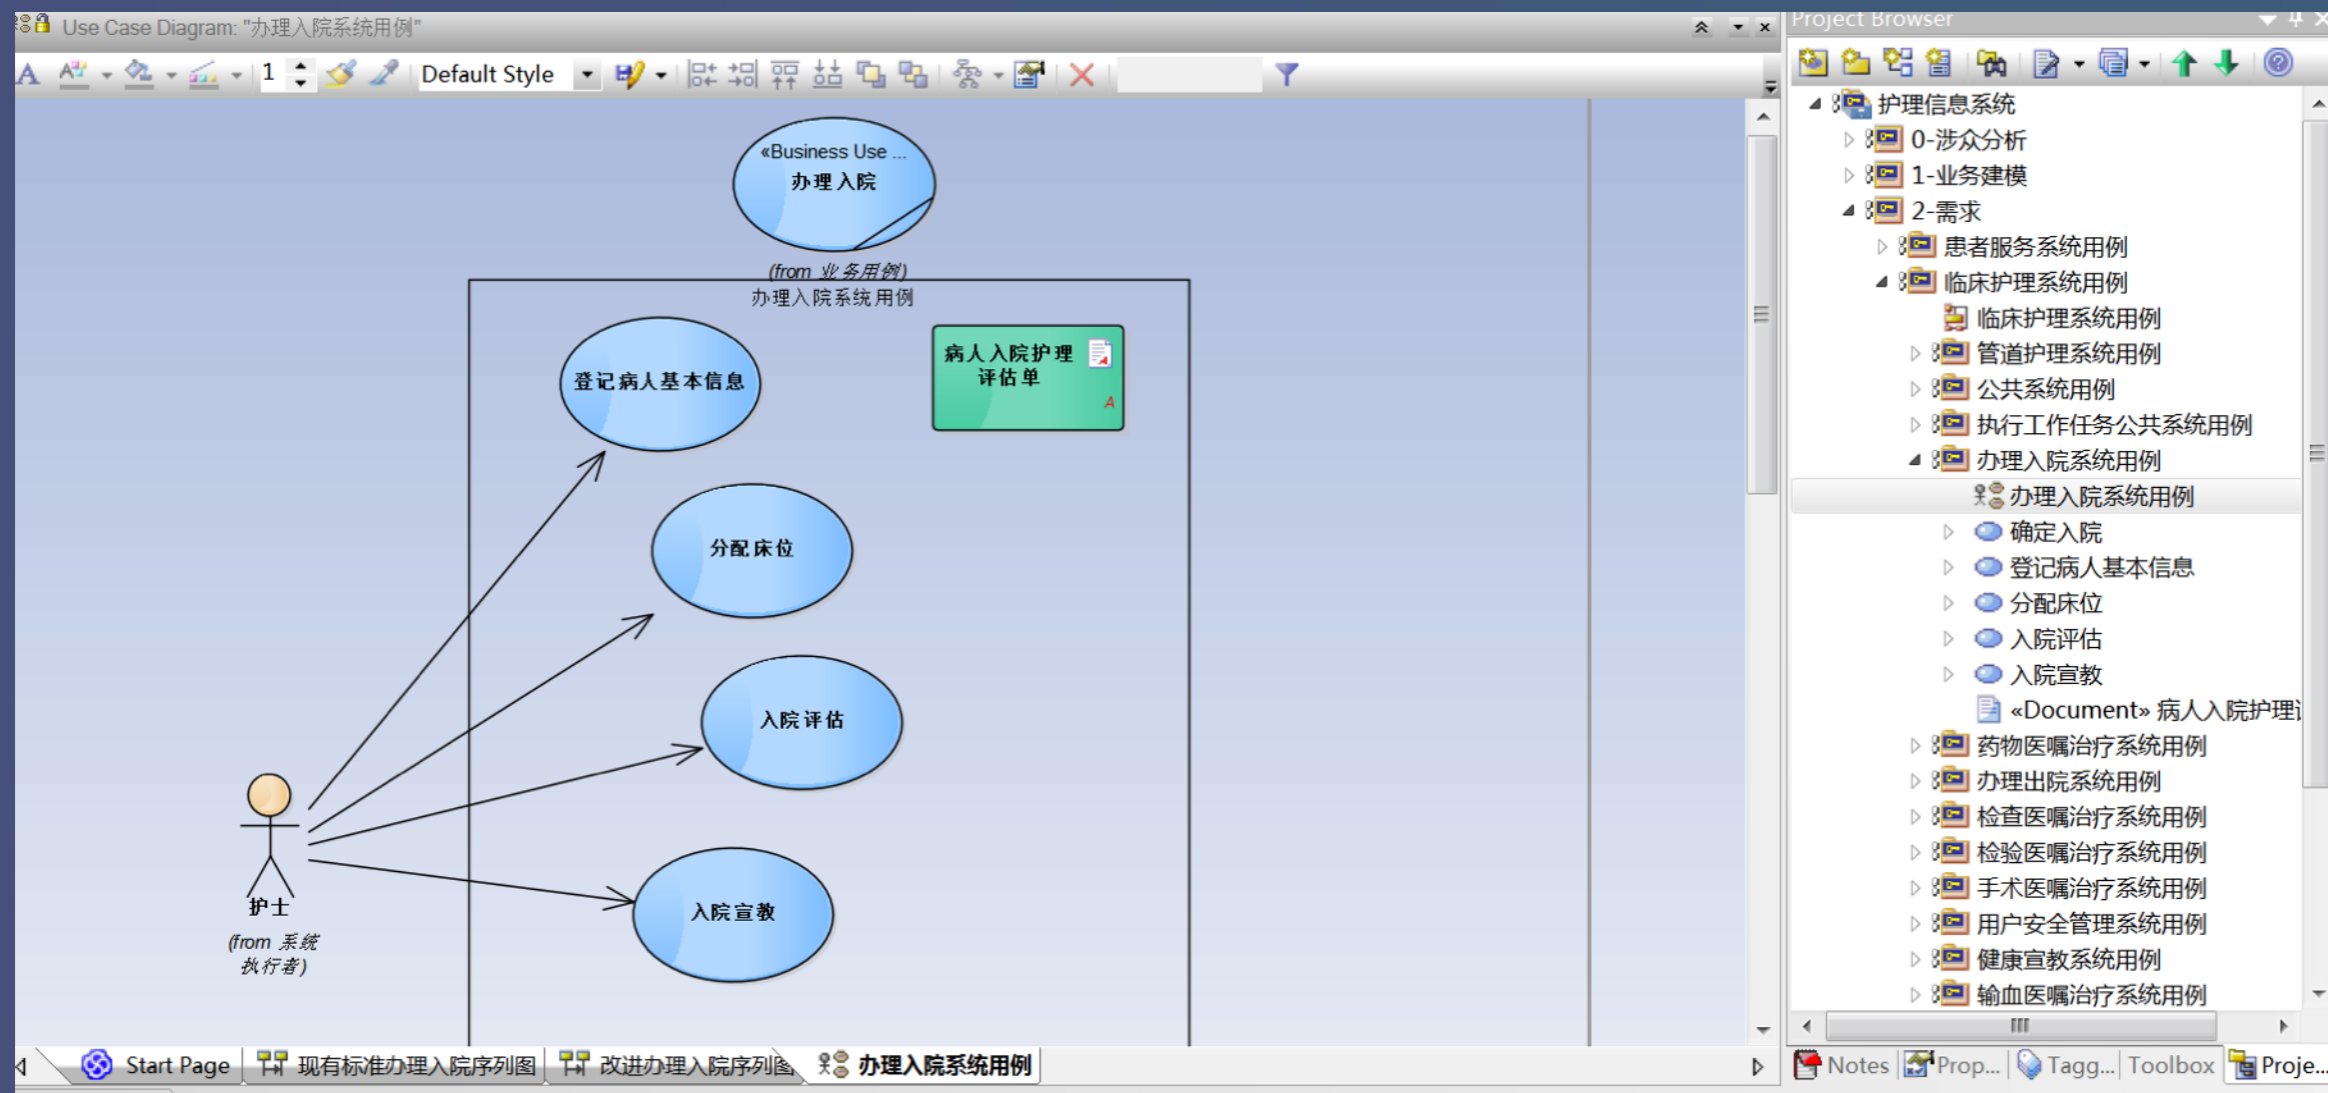 Use Case Diagram: "办理入院系统用例"
1
Default Style
«Business Use ...
办理入院
(from 业务用例)
办理入院系统用例
登记病人基本信息
病人入院护理
评估单
A
分配床位
入院评估
入院宣教
护士
(from 系统
执行者)
Start Page
现有标准办理入院序列图
改进办理入院序列图
办理入院系统用例
Project Browser
护理信息系统
0-涉众分析
1-业务建模
2-需求
患者服务系统用例
临床护理系统用例
临床护理系统用例
管道护理系统用例
公共系统用例
执行工作任务公共系统用例
办理入院系统用例
办理入院系统用例
确定入院
登记病人基本信息
分配床位
入院评估
入院宣教
«Document» 病人入院护理
药物医嘱治疗系统用例
办理出院系统用例
检查医嘱治疗系统用例
检验医嘱治疗系统用例
手术医嘱治疗系统用例
用户安全管理系统用例
健康宣教系统用例
输血医嘱治疗系统用例
Notes
Prop...
Tagg...
Toolbox
Proje...